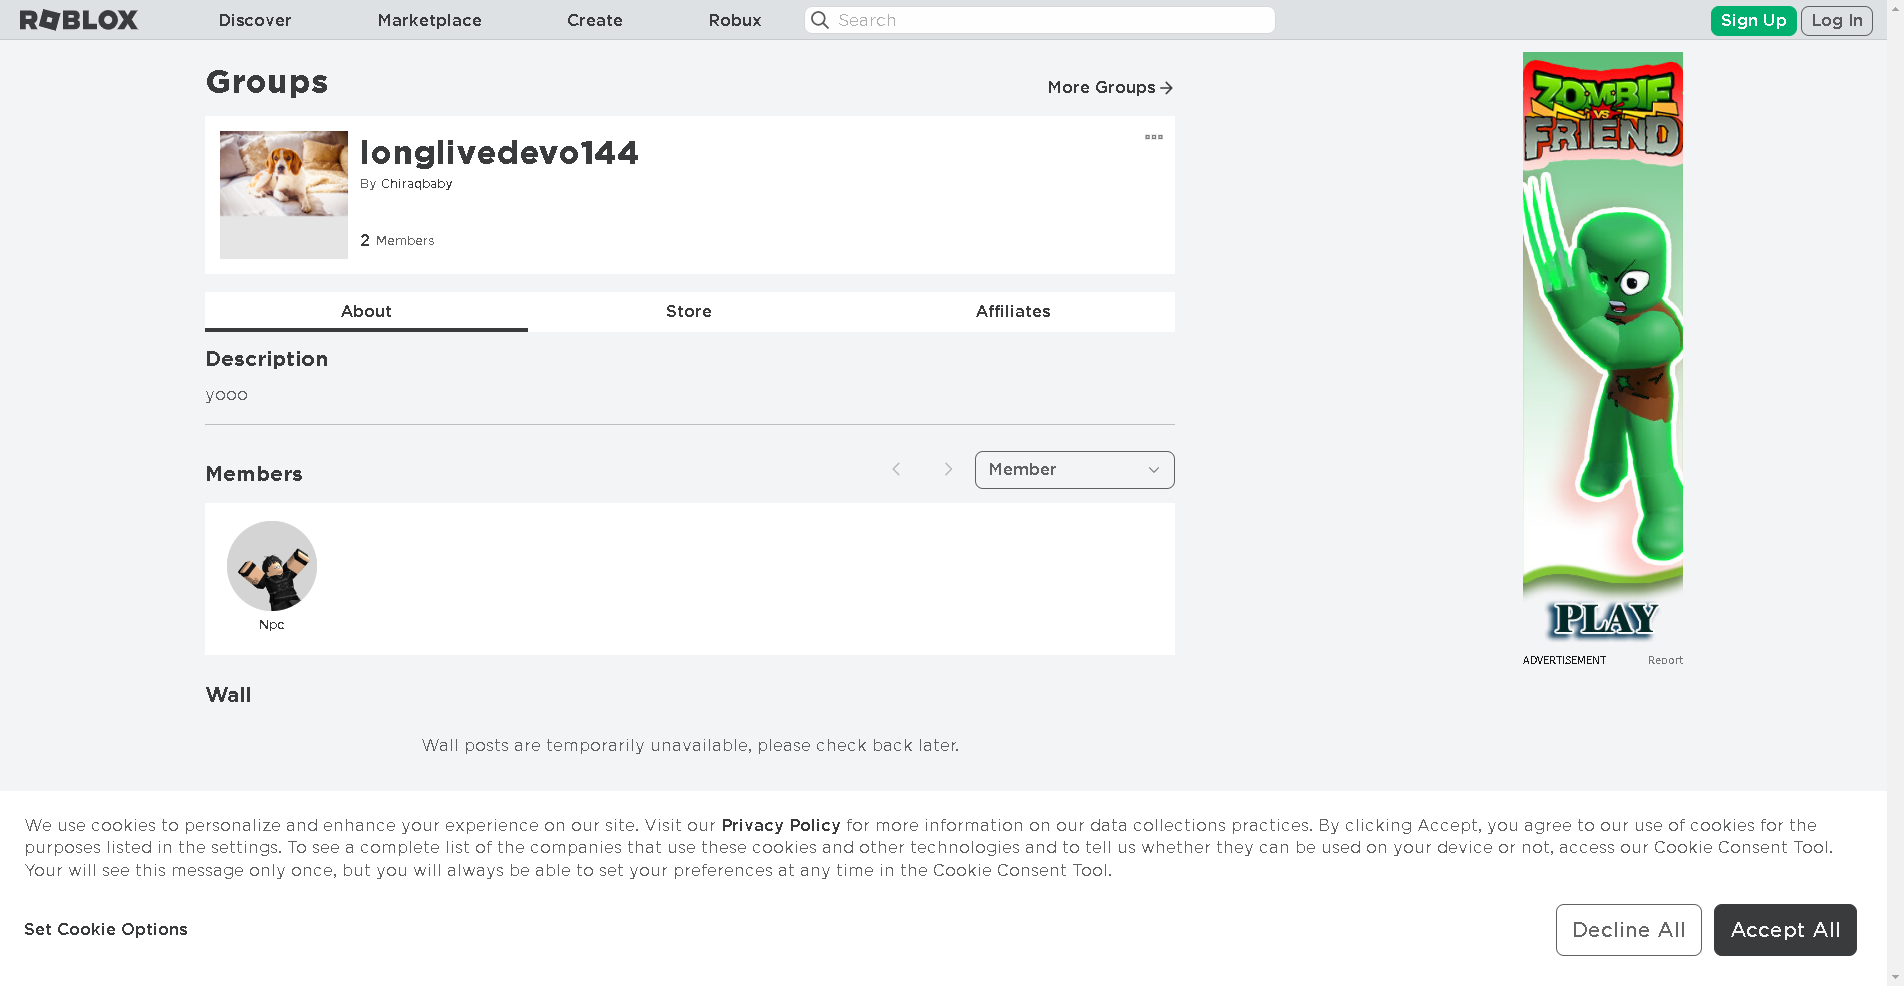 ROBLOX
Discover
Marketplace
Create
Robux
Search
Sign Up
Log In
Groups
More Groups
longlivedevo144
By Chiraqbaby
2 Members
About
Store
Affiliates
Description
yooo
Members
Member
Npc
Wall
Wall posts are temporarily unavailable, please check back later.
ZOMBIE
VS
FRIEND
PLAY
ADVERTISEMENT
Report
We use cookies to personalize and enhance your experience on our site. Visit our Privacy Policy for more information on our data collections practices. By clicking Accept, you agree to our use of cookies for the
purposes listed in the settings. To see a complete list of the companies that use these cookies and other technologies and to tell us whether they can be used on your device or not, access our Cookie Consent Tool.
Your will see this message only once, but you will always be able to set your preferences at any time in the Cookie Consent Tool.
Set Cookie Options
Decline All
Accept All